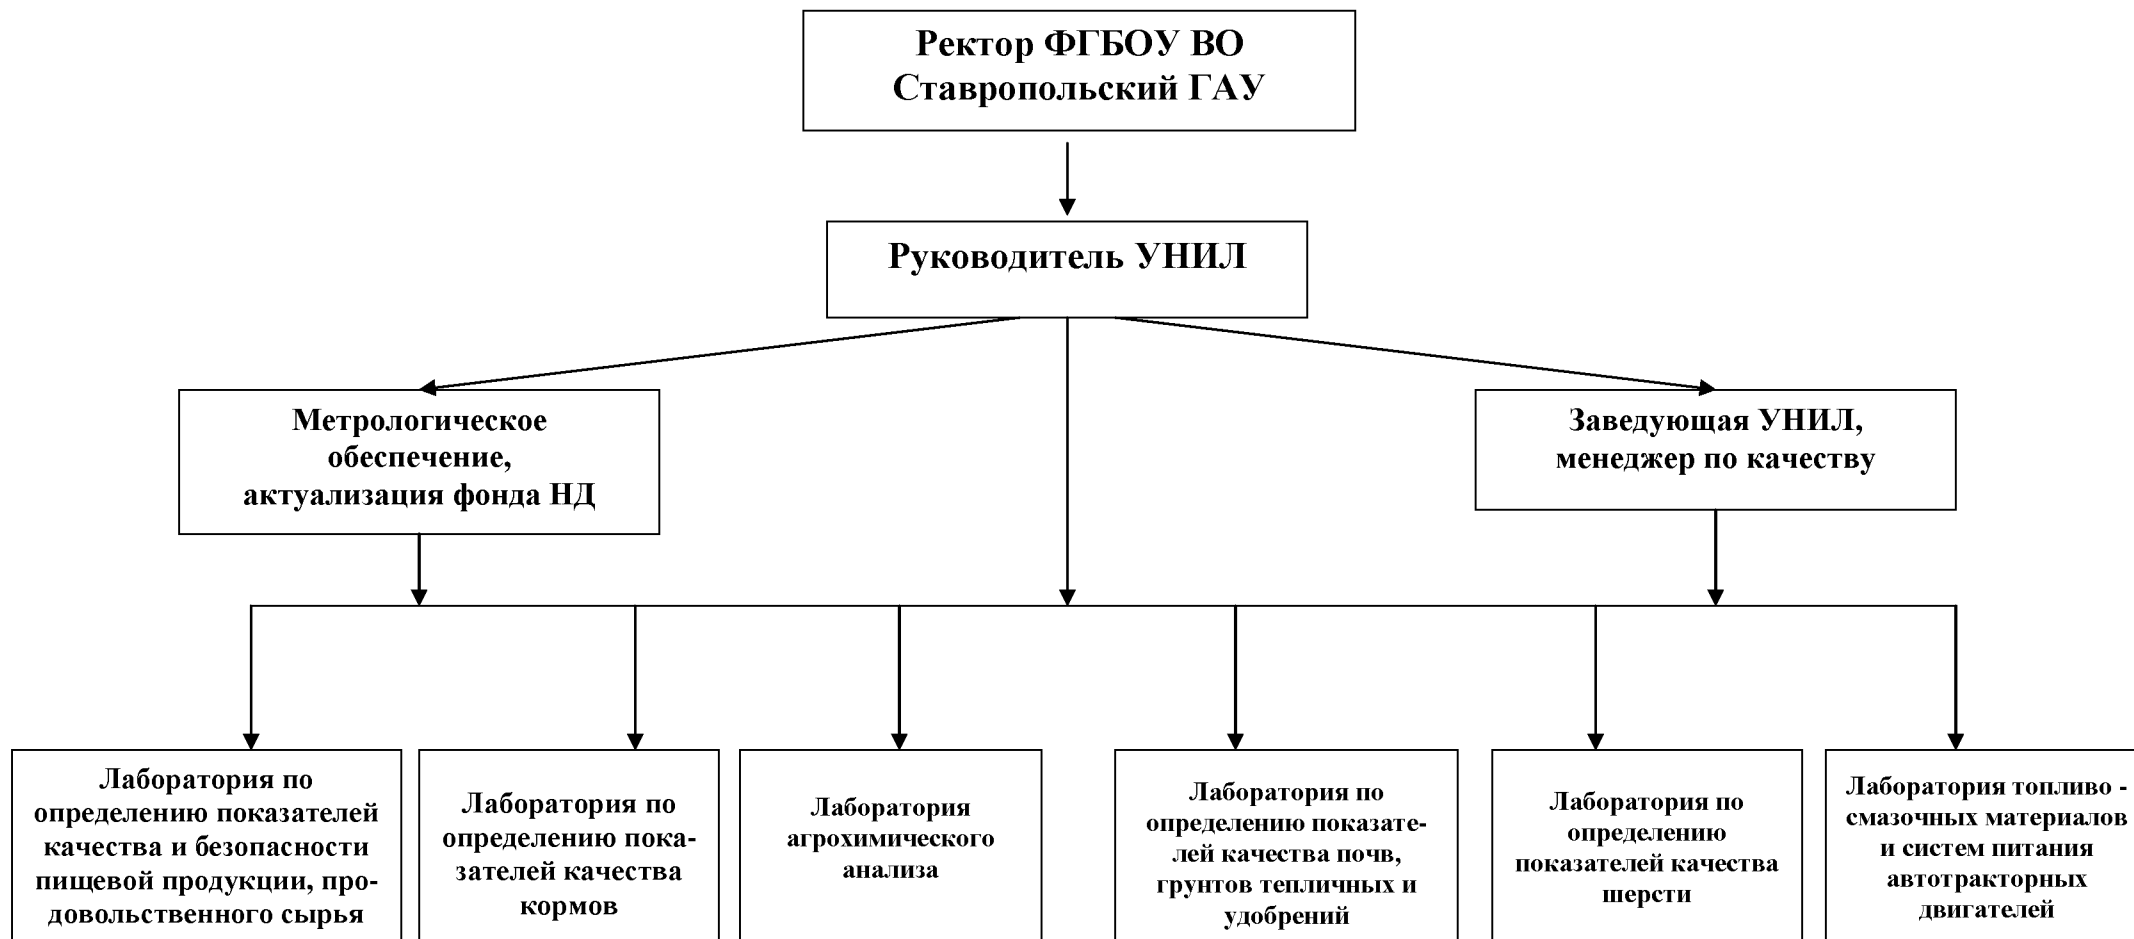 Ректор ФГБОУ ВО
Ставропольский ГАУ
Руководитель УНИЛ
Метрологическое
обеспечение,
актуализация фонда НД
Заведующая УНИЛ,
менеджер по качеству
Лаборатория по
определению показателей
качества и безопасности
пищевой продукции, про-
довольственного сырья
Лаборатория по
определению пока-
зателей качества
кормов
Лаборатория
агрохимического
анализа
Лаборатория по
определению показате-
лей качества почв,
грунтов тепличных и
удобрений
Лаборатория по
определению
показателей качества
шерсти
Лаборатория топливо -
смазочных материалов
и систем питания
автотракторных
двигателей